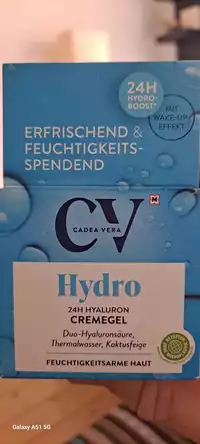 24H
HYDRO-
BOOST*
MIT
WAKE-UP-
EFFEKT
ERFRISCHEND &
FEUCHTIGKEITS-
SPENDEND
CV
M
CADEA VERA
Hydro
24H HYALURON
CREMEGEL
Duo-Hyaluronsäure,
Thermalwasser, Kaktusfeige
FEUCHTIGKEITSARME HAUT
Galaxy A51 5G